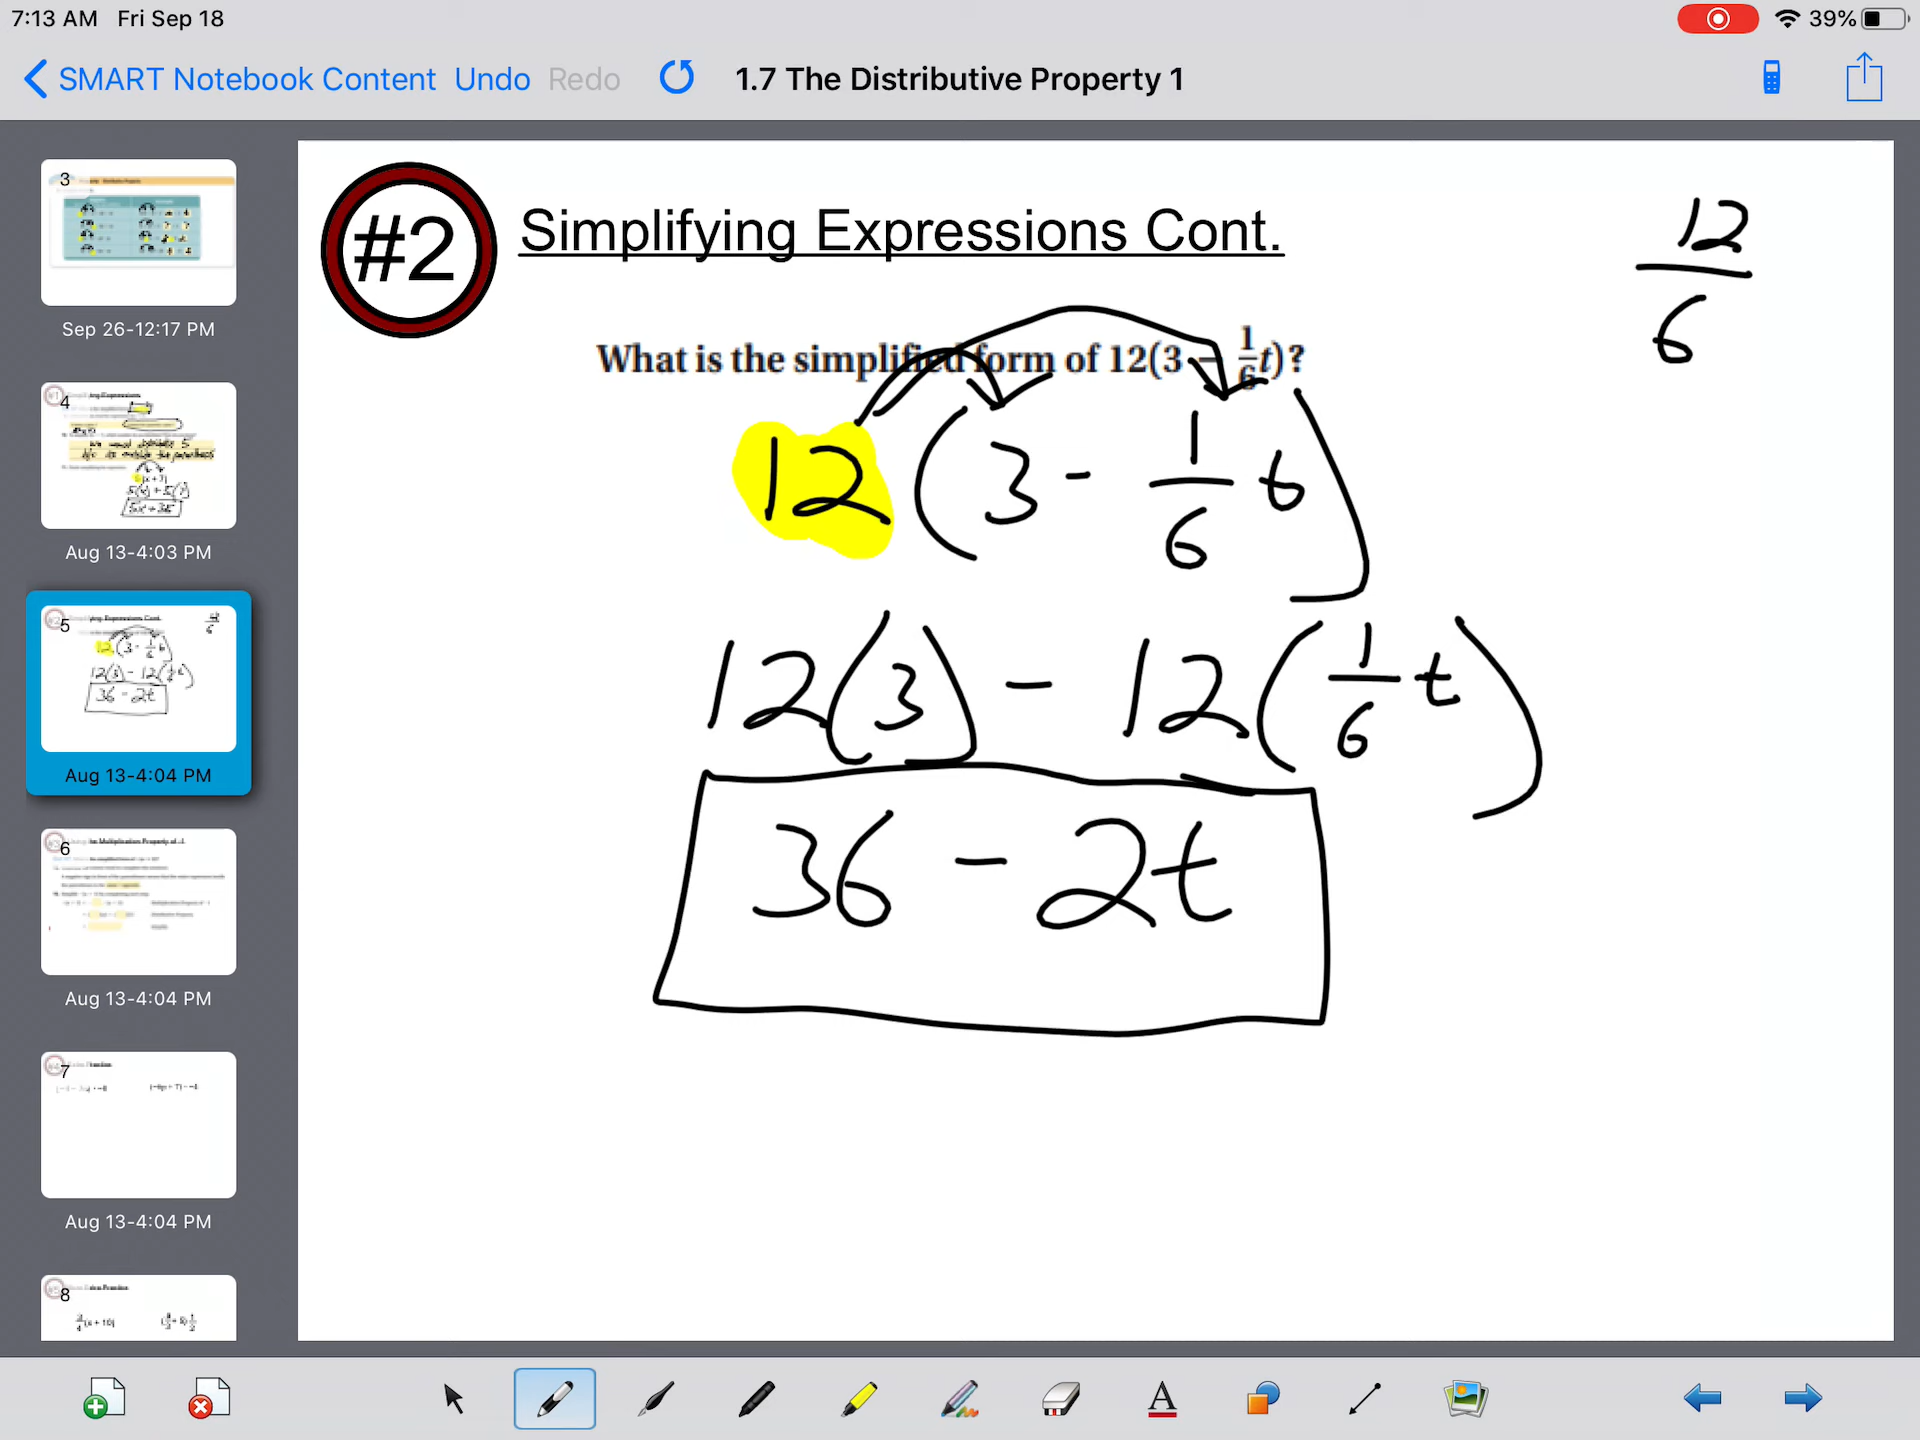 7:13 AM Fri Sep 18
39%
SMART Notebook Content Undo Redo 1.7 The Distributive Property 1
3
Sep 26-12:17 PM
4
Aug 13-4:03 PM
5
Aug 13-4:04 PM
6
Aug 13-4:04 PM
7
Aug 13-4:04 PM
8
#2 Simplifying Expressions Cont.
12/6
What is the simplified form of 12(3 - 1/6 t)?
12(3 - 1/6 t)
12(3) - 12(1/6 t)
36 - 2t
A